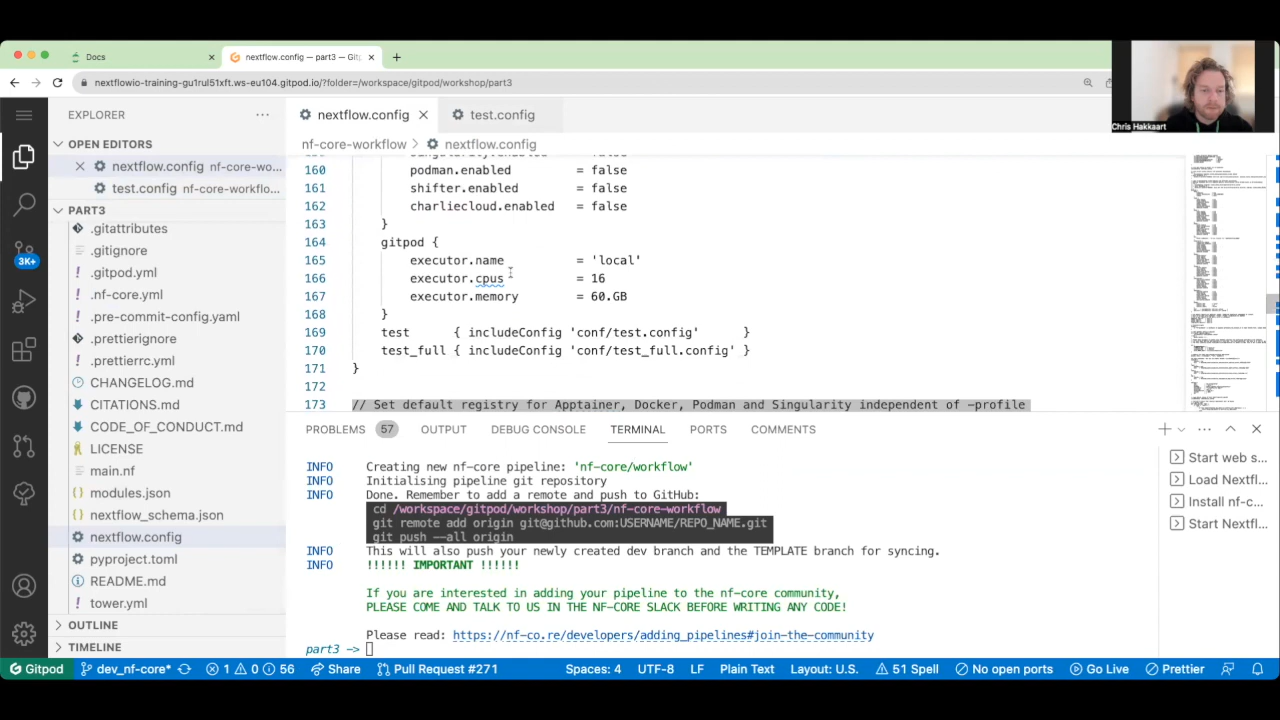 Docs
nextflow.config — part3 — Git
nextflowio-training-gu1rul51xft.ws-eu104.gitpod.io/?folder=/workspace/gitpod/workshop/part3
Chris Hakkaart
EXPLORER
OPEN EDITORS
nextflow.config nf-core-wo...
test.config nf-core-workflo...
PART3
.gitattributes
.gitignore
.gitpod.yml
.nf-core.yml
.pre-commit-config.yaml
.prettierignore
.prettierrc.yml
CHANGELOG.md
CITATIONS.md
CODE_OF_CONDUCT.md
LICENSE
main.nf
modules.json
nextflow_schema.json
nextflow.config
pyproject.toml
README.md
tower.yml
OUTLINE
TIMELINE
3K+
nextflow.config
test.config
nf-core-workflow > nextflow.config
singularity.enabled = false
160 podman.enabled = false
161 shifter.enabled = false
162 charliecloud.enabled = false
163 }
164 gitpod {
165 executor.name = 'local'
166 executor.cpus = 16
167 executor.memory = 60.GB
168 }
169 test { includeConfig 'conf/test.config' }
170 test_full { includeConfig 'conf/test_full.config' }
171 }
172
173 // Set default registry for Apptainer, Docker, Podman and Singularity independent of -profile
PROBLEMS 57 OUTPUT DEBUG CONSOLE TERMINAL PORTS COMMENTS
INFO Creating new nf-core pipeline: 'nf-core/workflow'
INFO Initialising pipeline git repository
INFO Done. Remember to add a remote and push to GitHub:
cd /workspace/gitpod/workshop/part3/nf-core-workflow
git remote add origin git@github.com:USERNAME/REPO_NAME.git
git push --all origin
INFO This will also push your newly created dev branch and the TEMPLATE branch for syncing.
INFO !!!!!! IMPORTANT !!!!!!
If you are interested in adding your pipeline to the nf-core community,
PLEASE COME AND TALK TO US IN THE NF-CORE SLACK BEFORE WRITING ANY CODE!
Please read: https://nf-co.re/developers/adding_pipelines#join-the-community
part3 ->
Start web s...
Load Nextfl...
Install nf-c...
Start Nextfl...
Gitpod dev_nf-core* 1 0 56 Share Pull Request #271 Spaces: 4 UTF-8 LF Plain Text Layout: U.S. 51 Spell No open ports Go Live Prettier